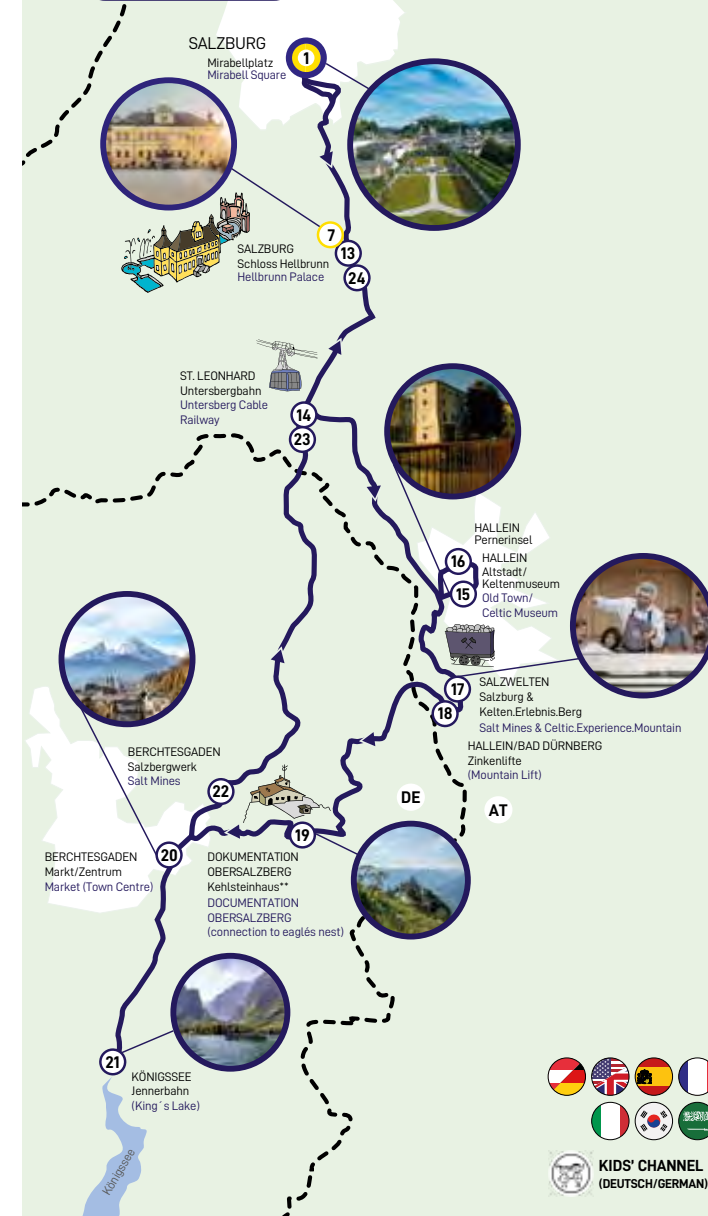 SALZBURG
Mirabellplatz
Mirabell Square
1
7
13
24
SALZBURG
Schloss Hellbrunn
Hellbrunn Palace
ST. LEONHARD
Untersbergbahn
Untersberg Cable
Railway
14
23
HALLEIN
Pernerinsel
16
HALLEIN
Altstadt/
Keltenmuseum
Old Town/
Celtic Museum
15
17
SALZWELTEN
Salzburg &
Kelten.Erlebnis.Berg
Salt Mines & Celtic.Experience.Mountain
18
HALLEIN/BAD DÜRNBERG
Zinkenlifte
(Mountain Lift)
BERCHTESGADEN
Salzbergwerk
Salt Mines
22
DE
AT
19
20
BERCHTESGADEN
Markt/Zentrum
Market (Town Centre)
DOKUMENTATION
OBERSALZBERG
Kehlsteinhaus**
DOCUMENTATION
OBERSALZBERG
(connection to eaglés nest)
21
KÖNIGSSEE
Jennerbahn
(King´s Lake)
Königssee
KIDS' CHANNEL
(DEUTSCH/GERMAN)